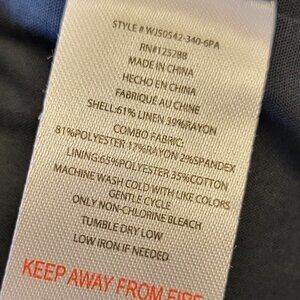 STYLE # WJS0542-340-6PA
RN#125288
MADE IN CHINA
HECHO EN CHINA
FABRIQUÉ AU CHINE
SHELL:61% LINEN 39%RAYON
COMBO FABRIC:
81%POLYESTER 17%RAYON 2%SPANDEX
LINING:65%POLYESTER 35%COTTON
MACHINE WASH COLD WITH LIKE COLORS
GENTLE CYCLE
ONLY NON-CHLORINE BLEACH
TUMBLE DRY LOW
LOW IRON IF NEEDED
KEEP AWAY FROM FIRE